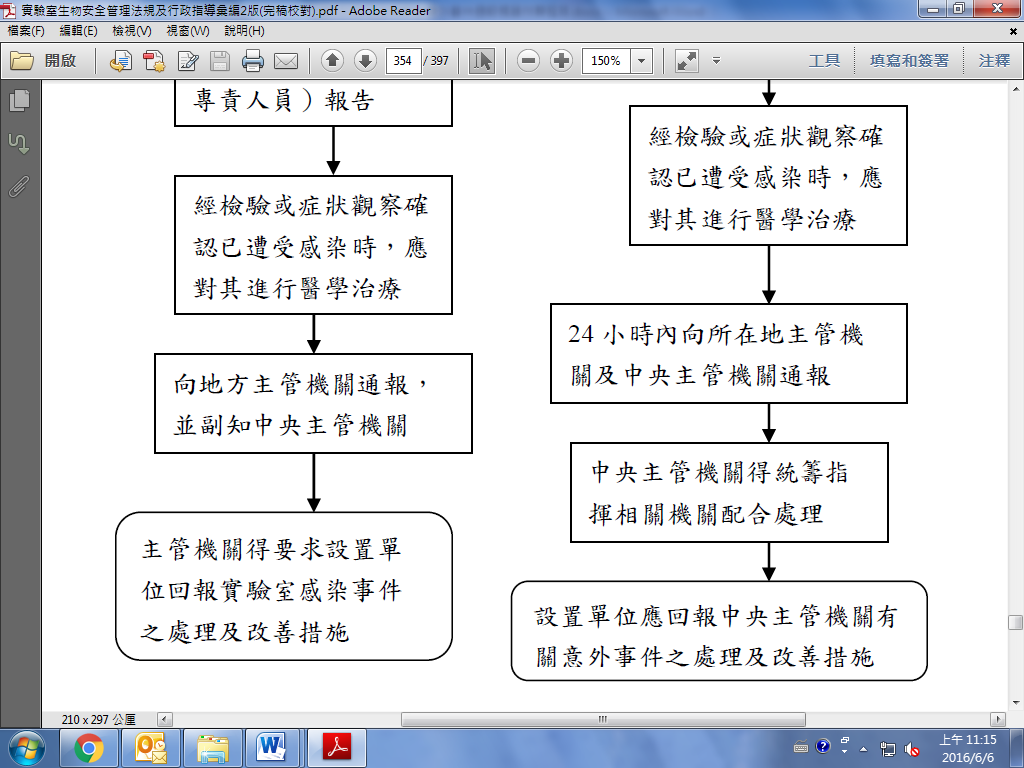 實驗室生物安全管理法規及行政指導彙編2版(完稿校對).pdf - Adobe Reader
檔案(F) 編輯(E) 檢視(V) 視窗(W) 說明(H)
開啟 354 / 397 150% 工具 填寫和簽署 注釋
專責人員）報告
經檢驗或症狀觀察確
認已遭受感染時，應
對其進行醫學治療
向地方主管機關通報，
並副知中央主管機關
主管機關得要求設置單
位回報實驗室感染事件
之處理及改善措施
經檢驗或症狀觀察確
認已遭受感染時，應
對其進行醫學治療
24 小時內向所在地主管機
關及中央主管機關通報
中央主管機關得統籌指
揮相關機關配合處理
設置單位應回報中央主管機關有
關意外事件之處理及改善措施
210 x 297 公厘
上午 11:15
2016/6/6